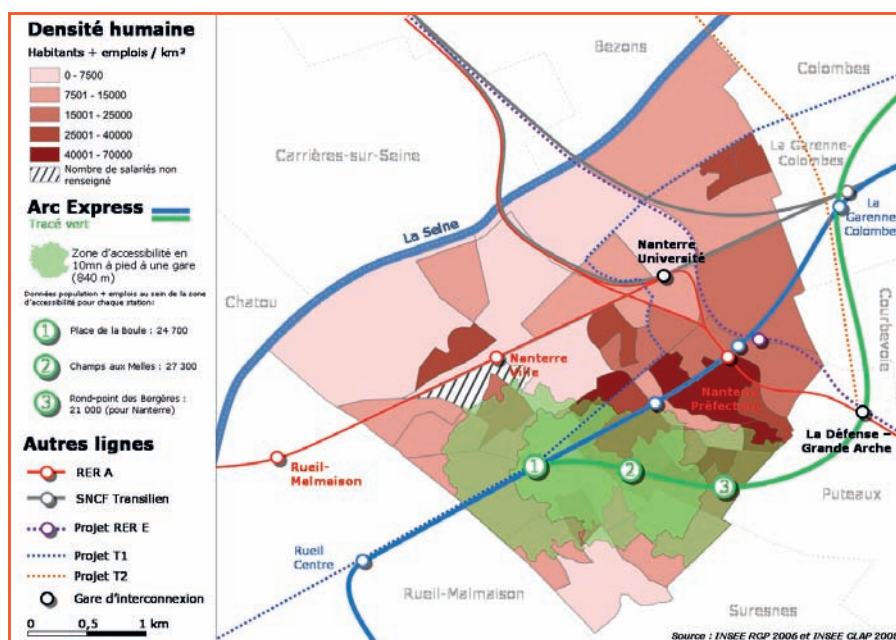 Densité humaine
Habitants + emplois / km²
0 - 7500
7501 - 15000
15001 - 25000
25001 - 40000
40001 - 70000
Nombre de salariés non
renseigné
Arc Express
Tracé vert
Zone d'accessibilité en
10mn à pied à une gare
(840 m)
Données population + emplois au sein de la zone
d'accessibilité pour chaque station:
1 Place de la Boule : 24 700
2 Champs aux Melles : 27 300
3 Rond-point des Bergères :
21 000 (pour Nanterre)
Autres lignes
RER A
SNCF Transilien
Projet RER E
Projet T1
Projet T2
Gare d'interconnexion
0 0,5 1 km
Bezons
Colombes
Carrières-sur-Seine
La Garenne-
Colombes
La Seine
La
Garenne
Colombe
Nanterre
Université
Chatou
Courbevoie
Nanterre
Ville
Nanterre
Préfecture
La Défense –
Grande Arche
Rueil-
Malmaison
1
2
3
Puteaux
Rueil
Centre
Rueil-Malmaison
Suresnes
Source : INSEE RGP 2006 et INSEE CLAP 200